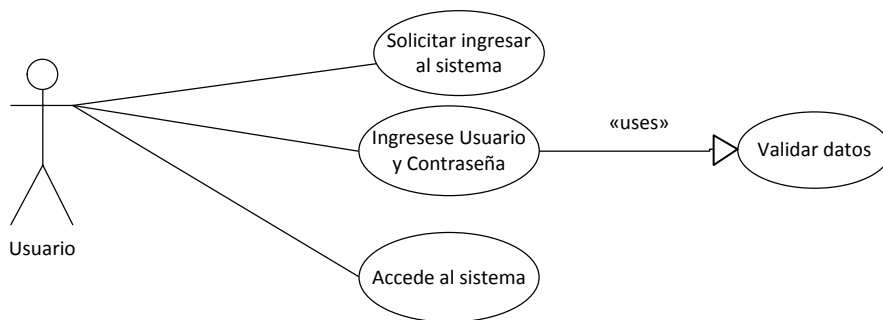 Solicitar ingresar
al sistema
Ingresese Usuario
y Contraseña
«uses»
Validar datos
Usuario
Accede al sistema